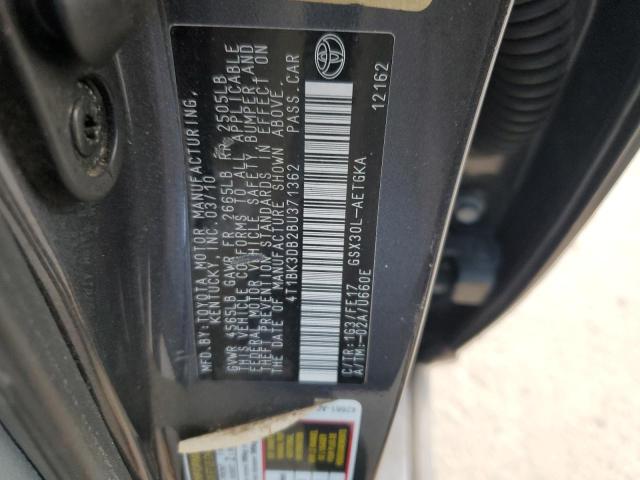 MFD.BY:TOYOTA MOTOR MANUFACTURING,
KENTUCKY, INC. 03/10
GVWR 4565LB GAWR FR 2665LB RR 2505LB
THIS VEHICLE CONFORMS TO ALL APPLICABLE
FEDERAL MOTOR VEHICLE SAFETY BUMPER AND
THEFT PREVENTION STANDARDS IN EFFECT ON
THE DATE OF MANUFACTURE SHOWN ABOVE.
4T1BK3DB2BU371362 PASS.CAR
C/TR:1G3/FE17 GSX30L-AETGKA
A/TM:-02A/U660E
12162